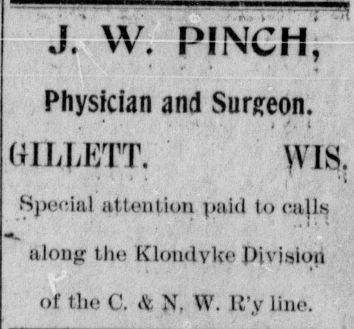 J. W. PINCH,
Physician and Surgeon.
GILLETT. WIS.
Special attention paid to calls
along the Klondyke Division
of the C. & N. W. R'y line.